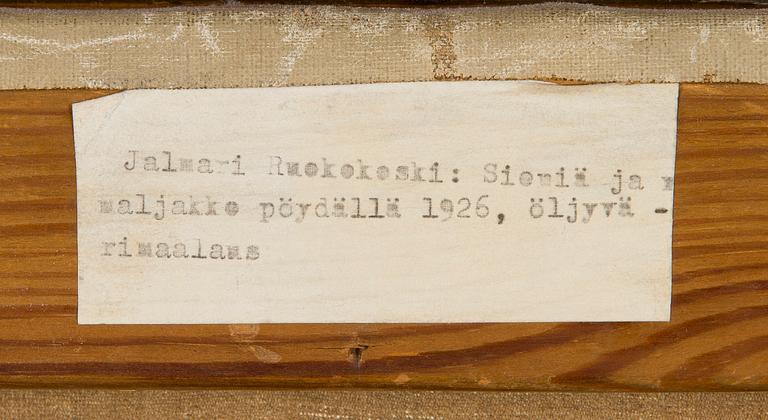 Jalmari Ruokokoski: Sieniä ja m
maljakko pöydällä 1926, öljyvä -
rimaalaus